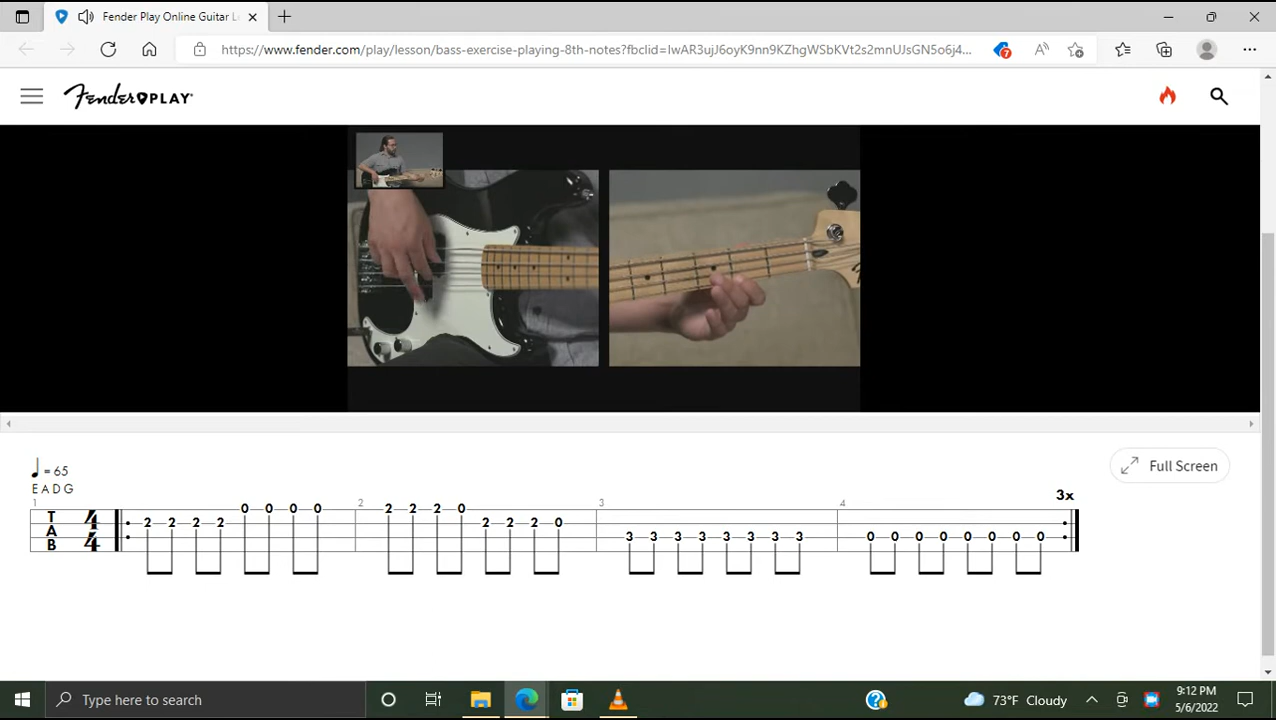 Fender Play Online Guitar Le
https://www.fender.com/play/lesson/bass-exercise-playing-8th-notes?fbclid=IwAR3ujJ6oyK9nn9KZhgWSbKVt2s2mnUJsGN5o6j4...
7
Fender PLAY
= 65
Full Screen
E A D G
3x
1 2 3 4
T 4 0 0 0 0 2 2 2 0
A 2 2 2 2 2 2 2 0
B 4 3 3 3 3 3 3 3 3 0 0 0 0 0 0 0 0
Type here to search
73°F Cloudy
9:12 PM
5/6/2022